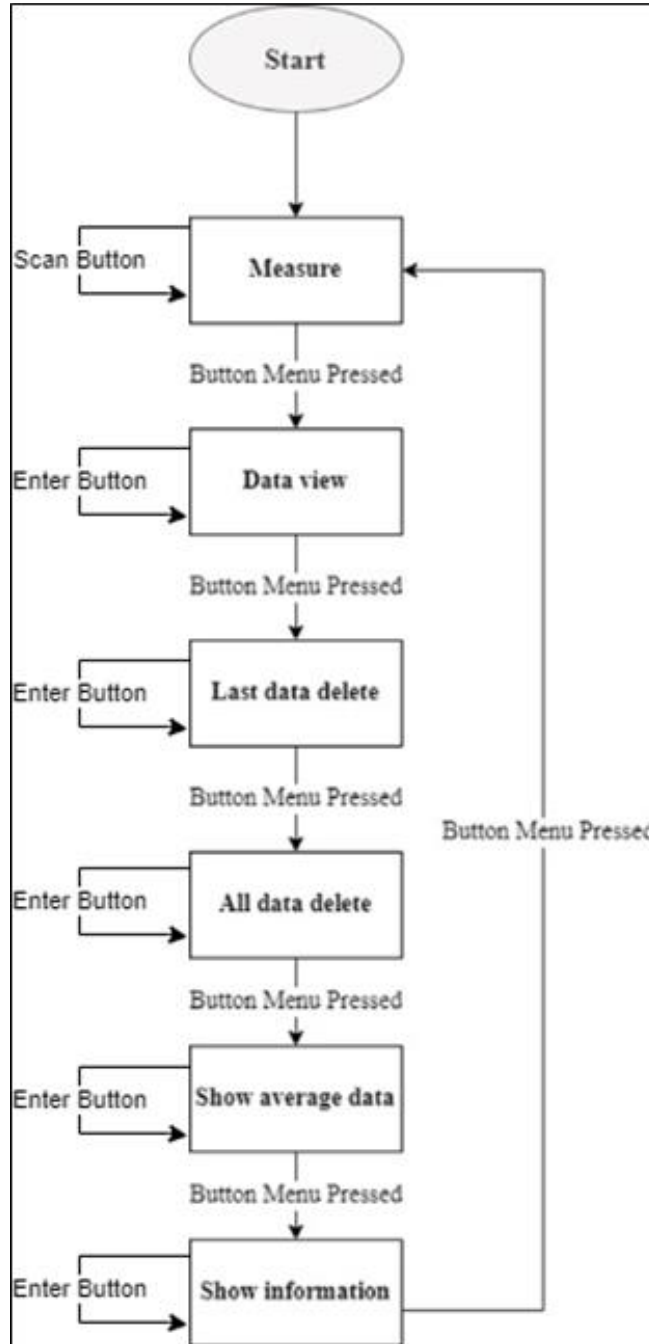 Start
Scan Button
Measure
Button Menu Pressed
Enter Button
Data view
Button Menu Pressed
Enter Button
Last data delete
Button Menu Pressed
Button Menu Pressed
Enter Button
All data delete
Button Menu Pressed
Enter Button
Show average data
Button Menu Pressed
Enter Button
Show information